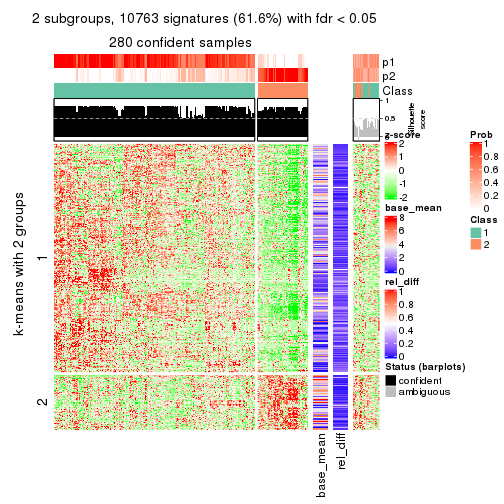 2 subgroups, 10763 signatures (61.6%) with fdr < 0.05
280 confident samples
p1
p2
Class
1
0.5
0
Silhouette
score
k-means with 2 groups
1
2
base_mean
rel_diff
z-score
2
1
0
-1
-2
base_mean
8
6
4
2
0
rel_diff
1
0.8
0.6
0.4
0.2
0
Status (barplots)
confident
ambiguous
Prob
1
0.8
0.6
0.4
0.2
0
Class
1
2